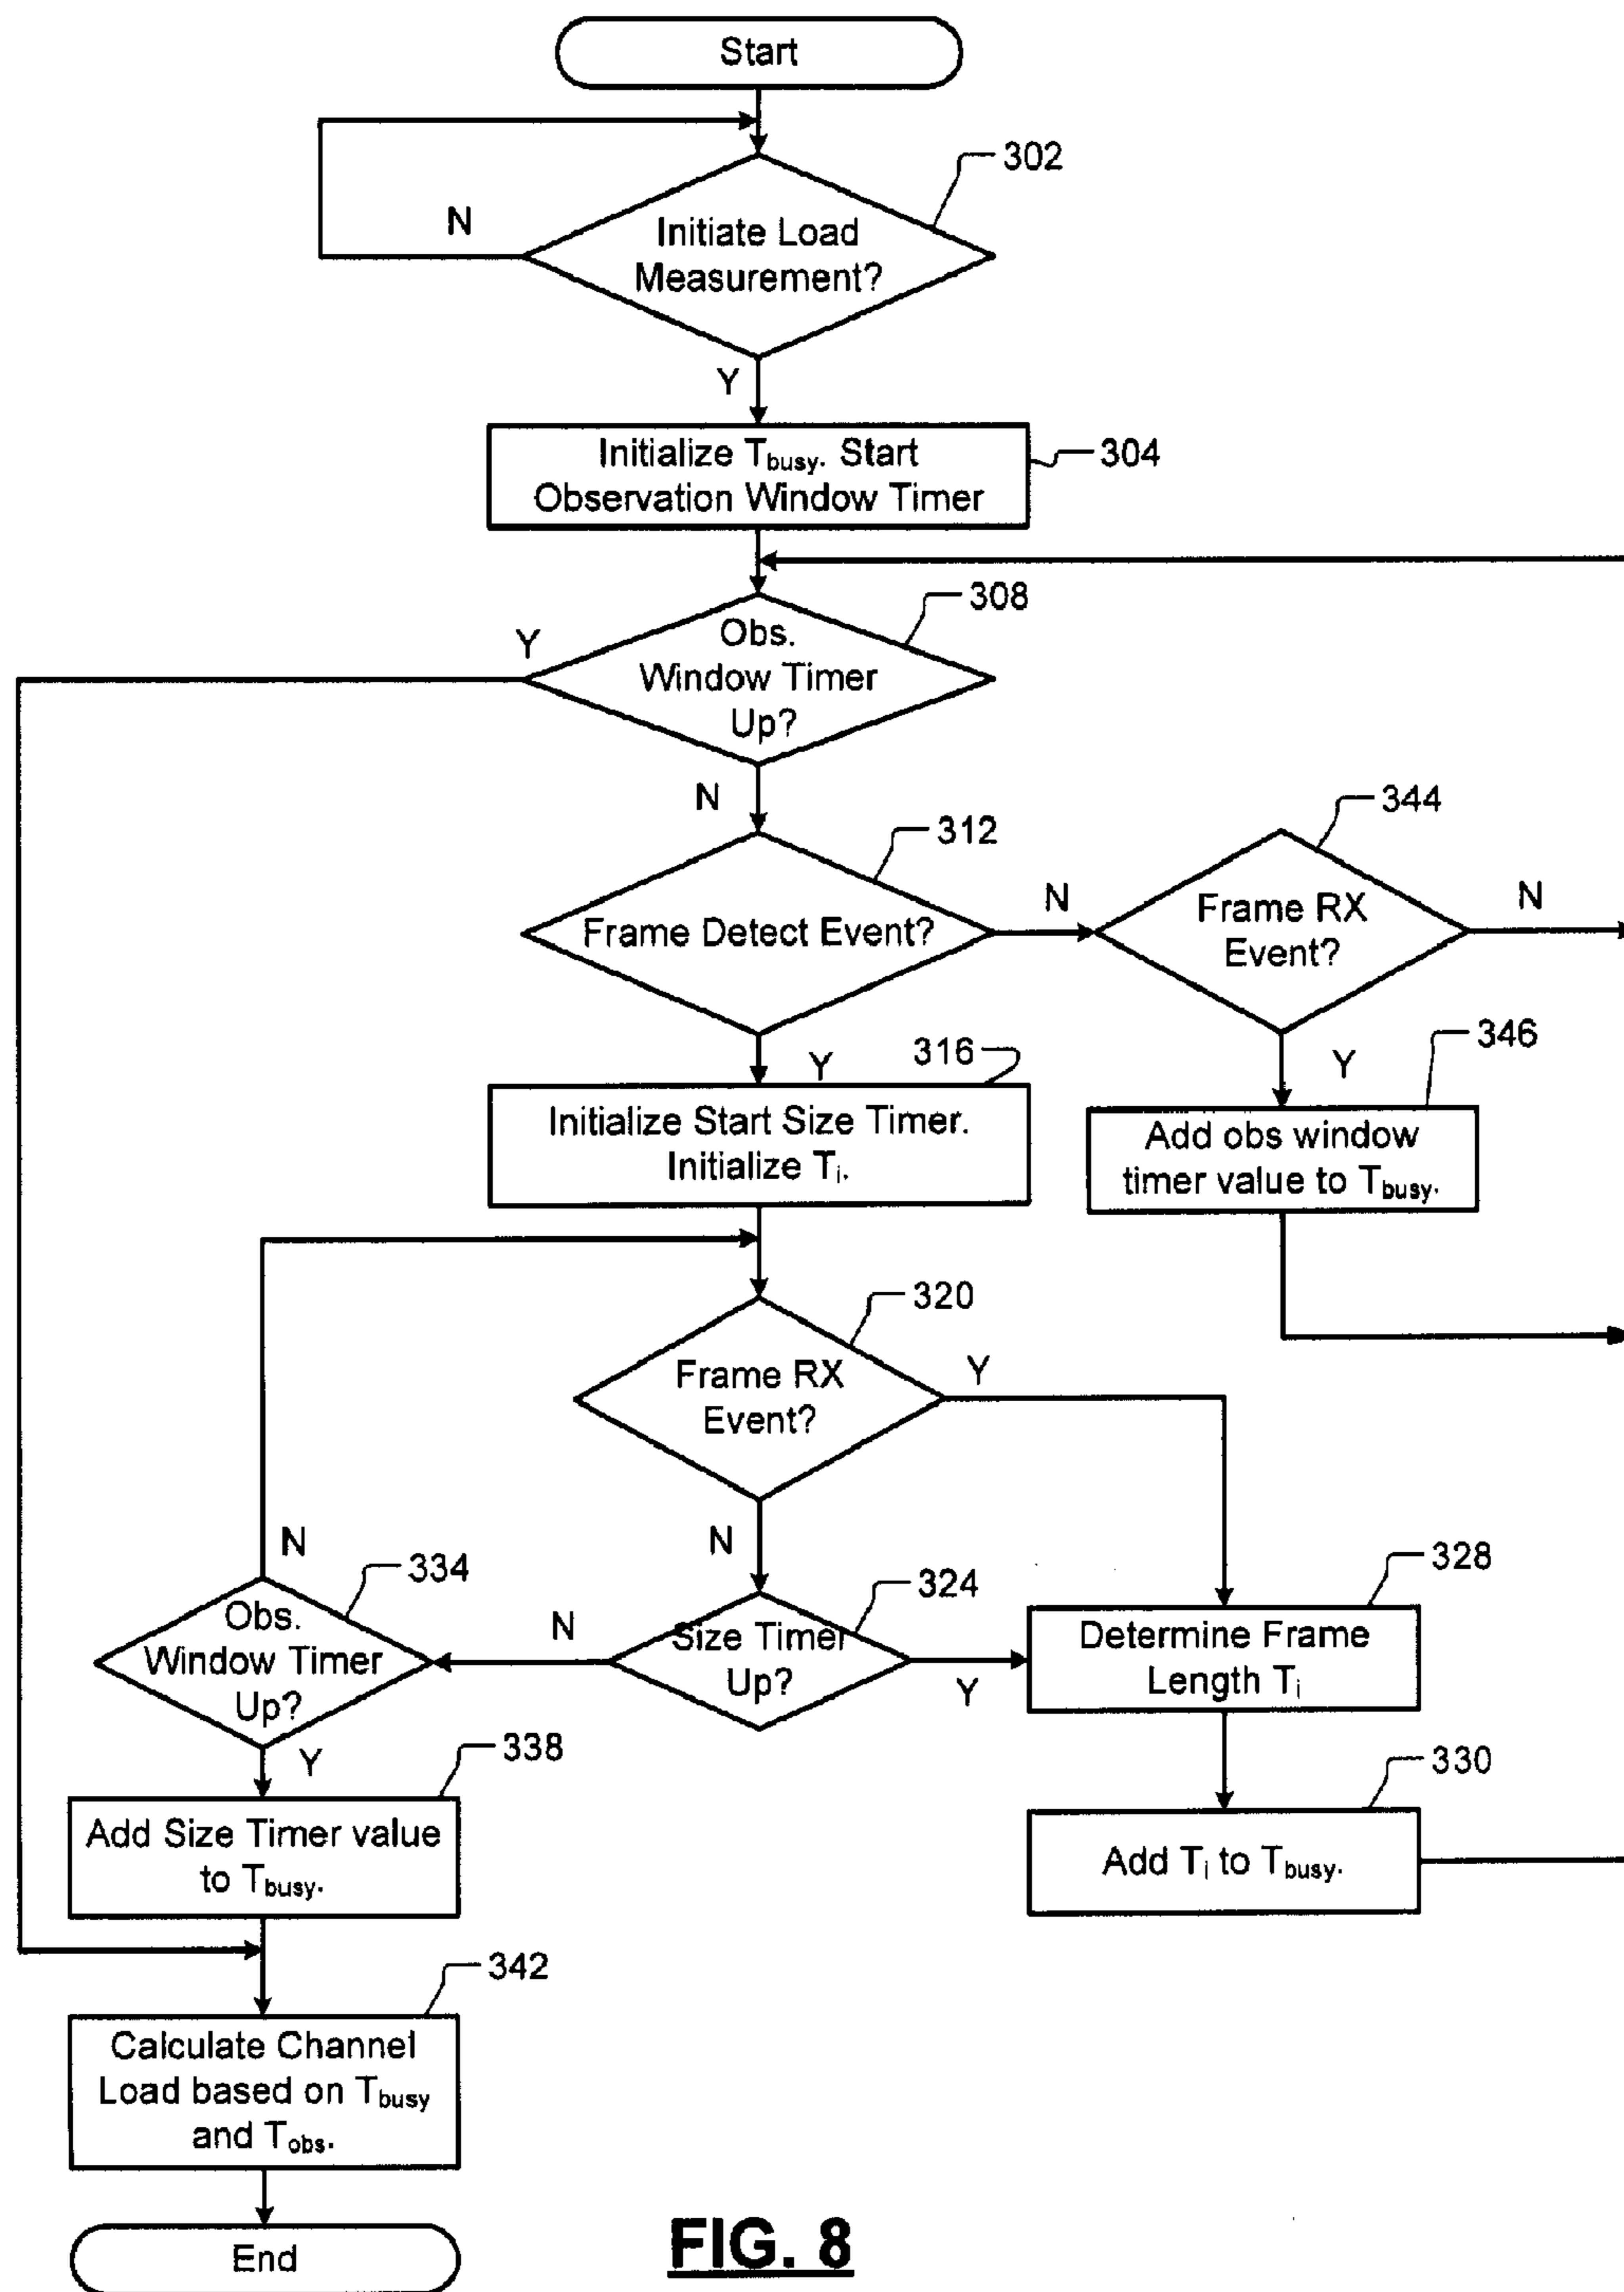 Start
302
N
Initiate Load
Measurement?
Y
Initialize Tbusy. Start
Observation Window Timer
304
308
Y
Obs.
Window Timer
Up?
N
312
344
Frame Detect Event?
N
Frame RX
Event?
N
Y
316
Y
346
Initialize Start Size Timer.
Initialize Ti.
Add obs window
timer value to Tbusy.
320
Frame RX
Event?
Y
N
N
334
324
328
Obs.
Window Timer
Up?
N
Size Timer
Up?
Y
Determine Frame
Length Ti
Y
338
330
Add Size Timer value
to Tbusy.
Add Ti to Tbusy.
342
Calculate Channel
Load based on Tbusy
and Tobs.
End
FIG. 8